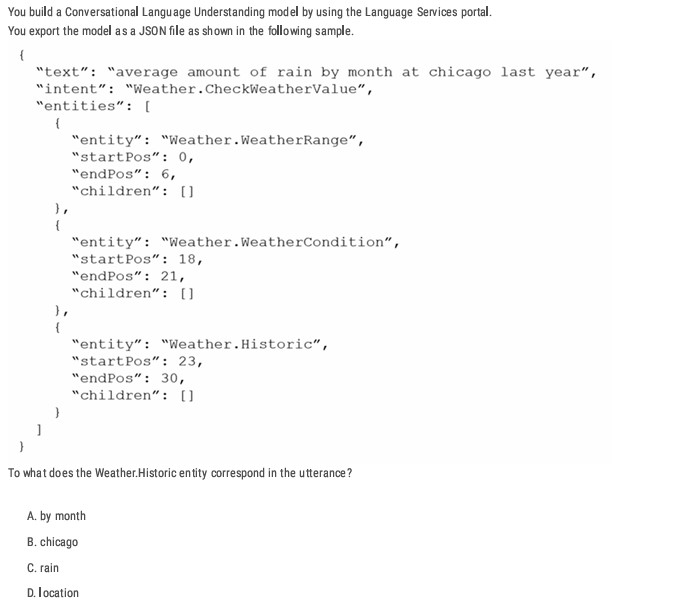 You build a Conversational Language Understanding model by using the Language Services portal.
You export the model as a JSON file as shown in the following sample.
{
"text": "average amount of rain by month at chicago last year",
"intent": "Weather.CheckWeatherValue",
"entities": [
{
"entity": "Weather.WeatherRange",
"startPos": 0,
"endPos": 6,
"children": []
},
{
"entity": "Weather.WeatherCondition",
"startPos": 18,
"endPos": 21,
"children": []
},
{
"entity": "Weather.Historic",
"startPos": 23,
"endPos": 30,
"children": []
}
]
}
To what does the Weather.Historic entity correspond in the utterance?
A. by month
B. chicago
C. rain
D. location